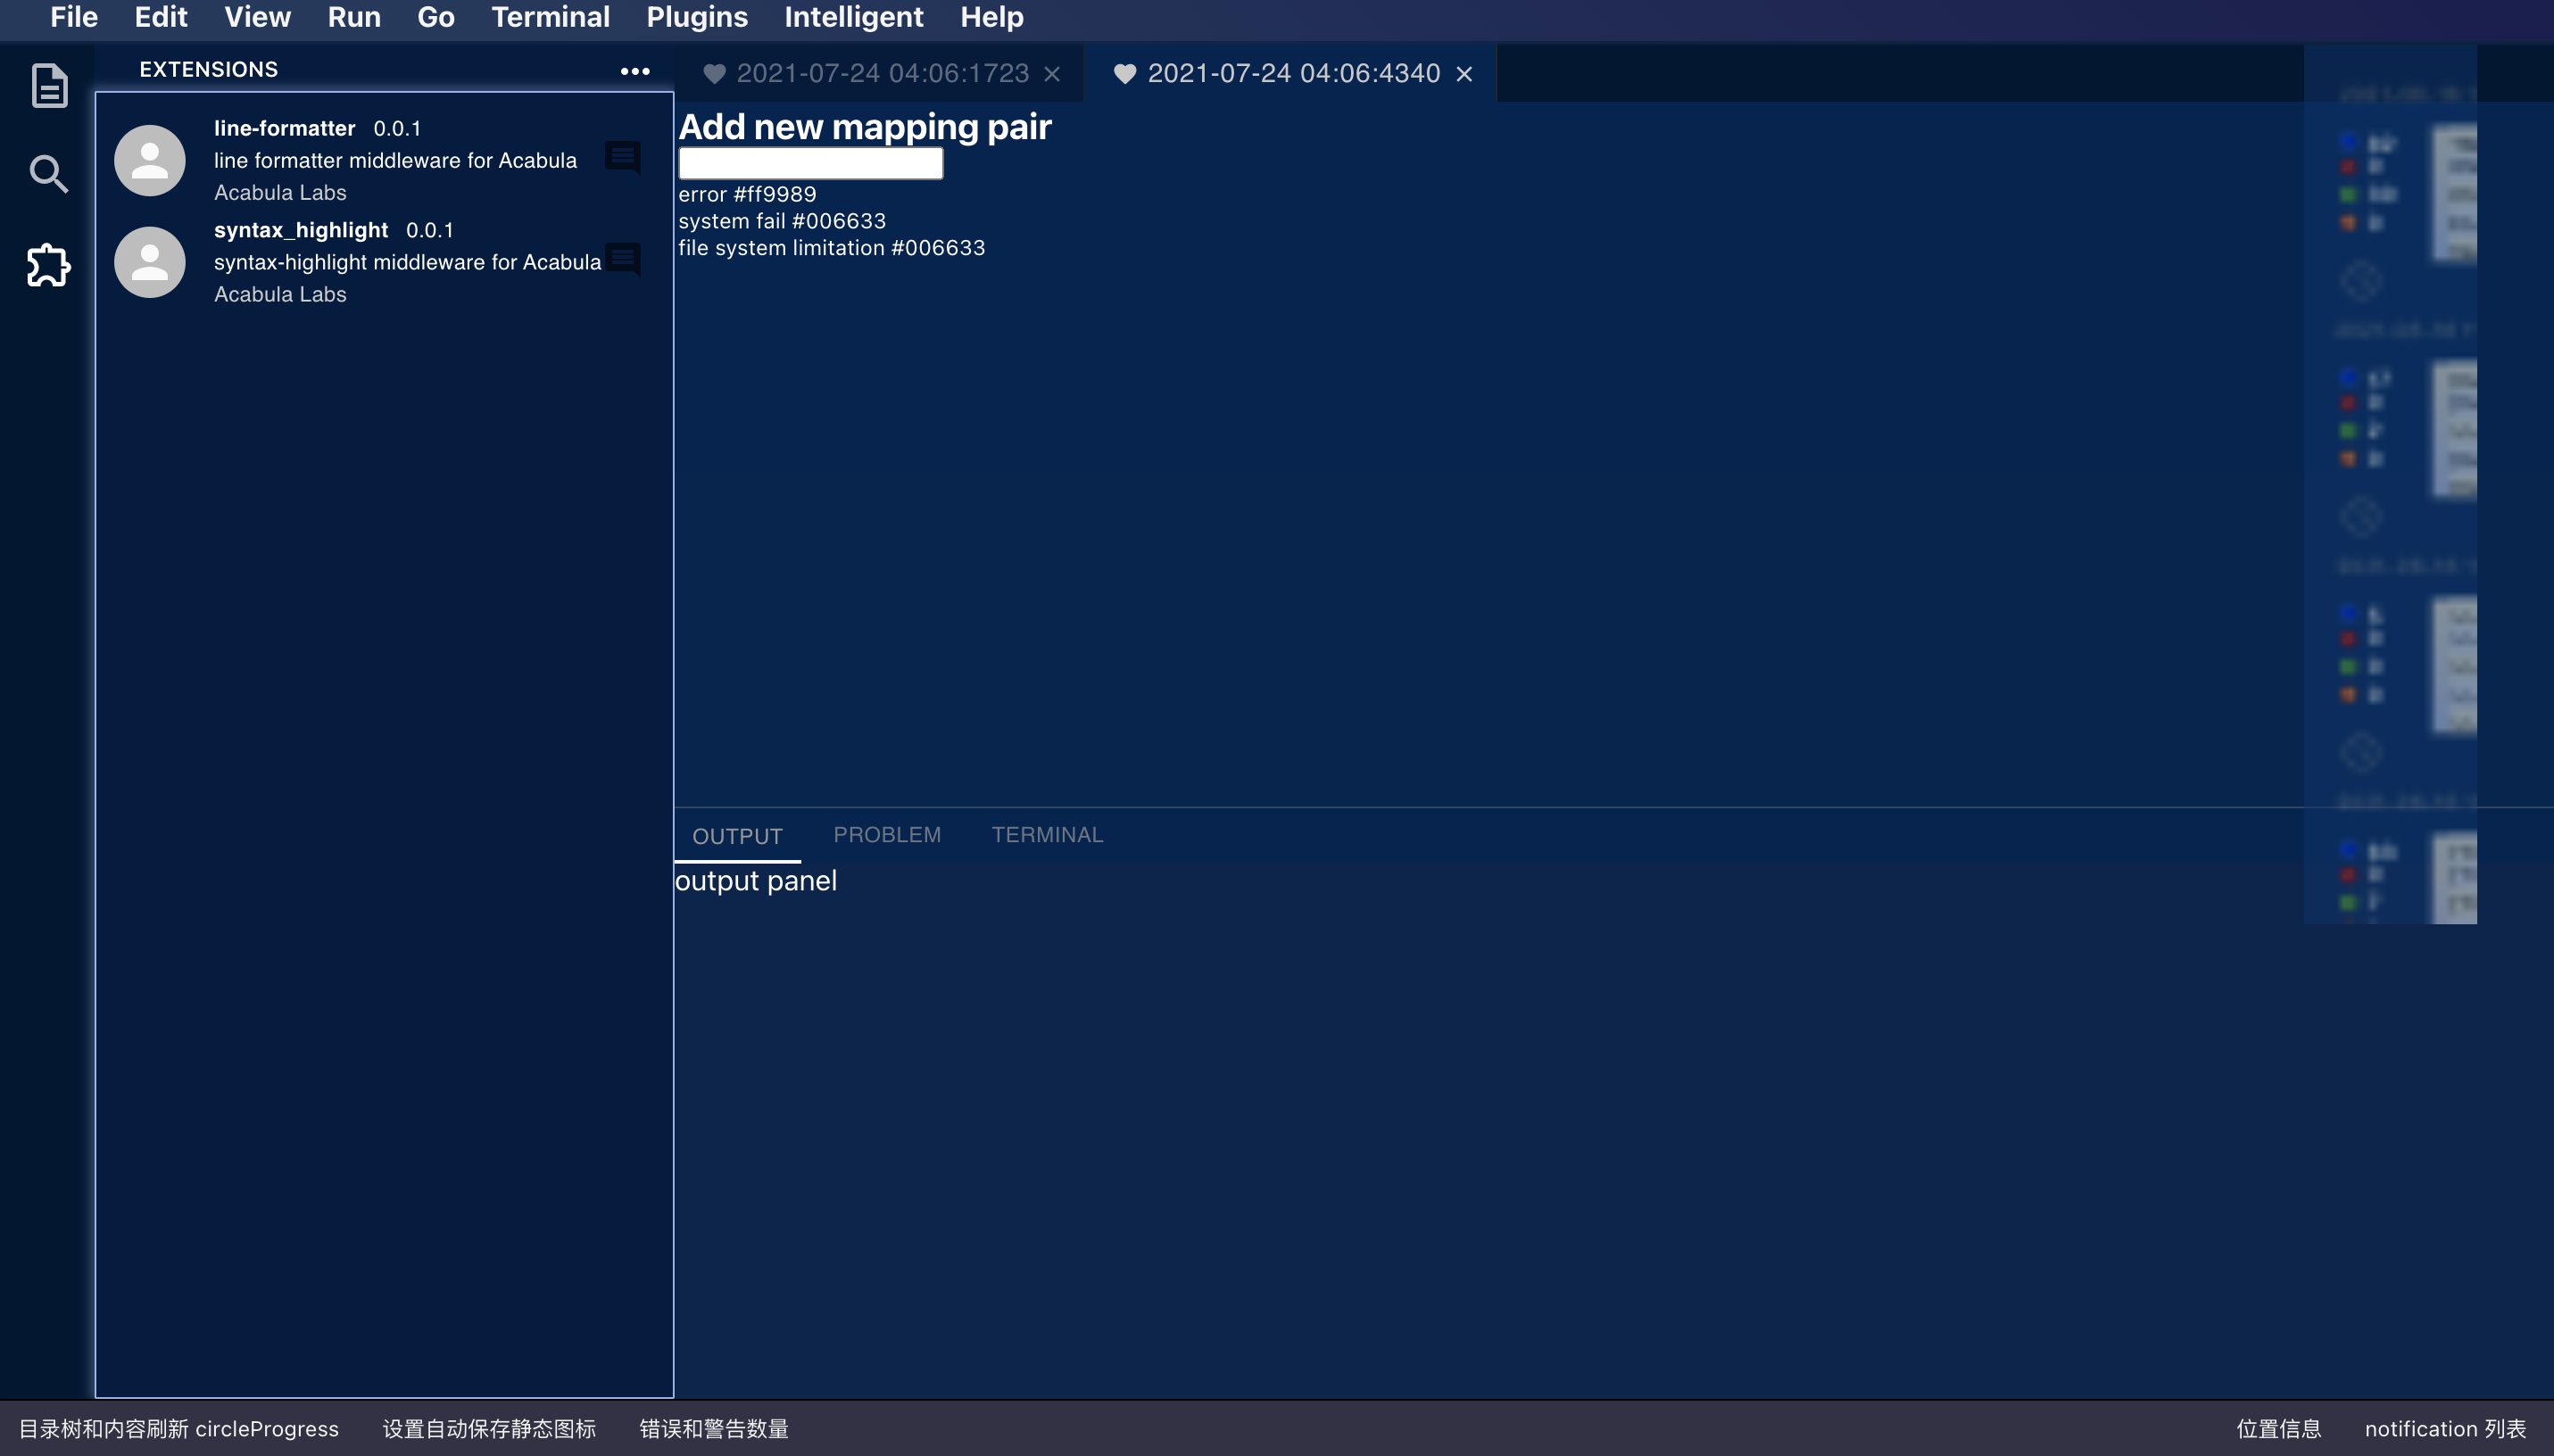 File Edit View Run Go Terminal Plugins Intelligent Help
EXTENSIONS
line-formatter 0.0.1
line formatter middleware for Acabula
Acabula Labs
syntax_highlight 0.0.1
syntax-highlight middleware for Acabula
Acabula Labs
2021-07-24 04:06:1723
2021-07-24 04:06:4340
Add new mapping pair
error #ff9989
system fail #006633
file system limitation #006633
OUTPUT PROBLEM TERMINAL
output panel
目录树和内容刷新 circleProgress 设置自动保存静态图标 错误和警告数量 位置信息 notification 列表